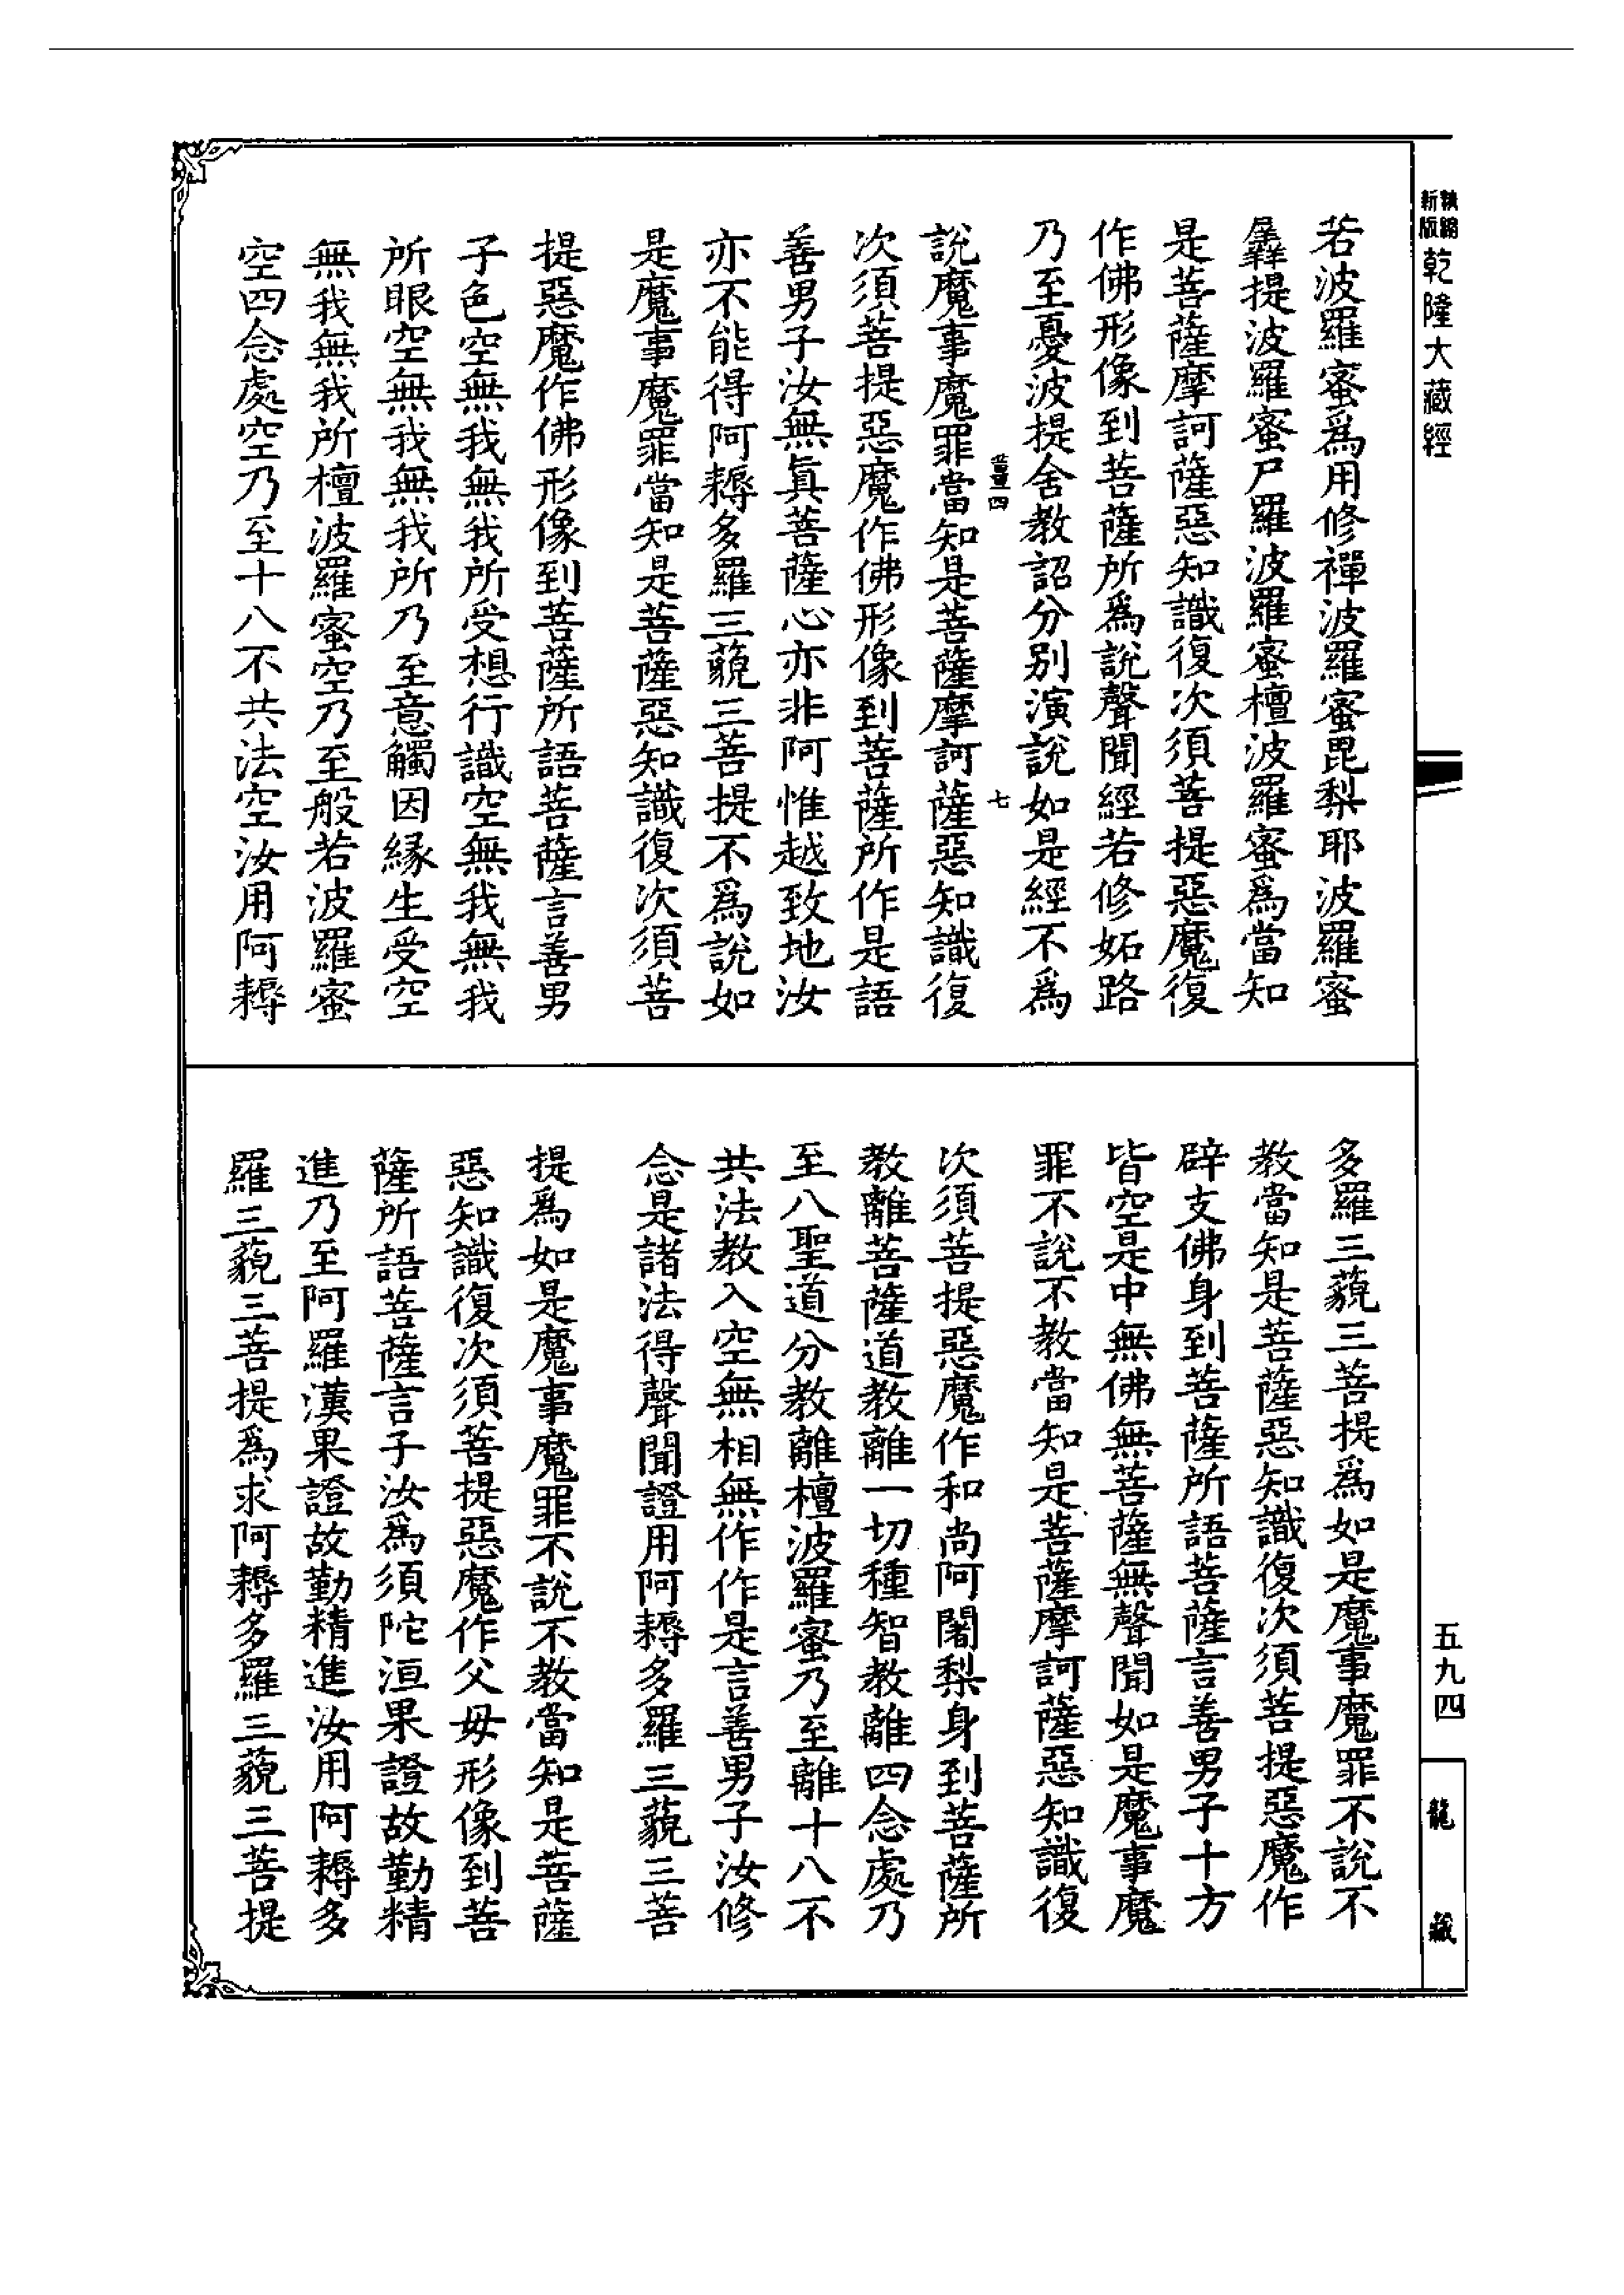 新版 縮
乾隆大藏經
若波羅蜜爲用修禪波羅蜜毘梨耶波羅蜜
羼提波羅蜜尸羅波羅蜜檀波羅蜜爲當知
是菩薩摩訶薩惡知識復次須菩提惡魔復
作佛形像到菩薩所爲說聲聞經若修妬路
乃至憂波提舍教詔分別演說如是經不爲
四 七
說魔事魔罪當知是菩薩摩訶薩惡知識復
次須菩提惡魔作佛形像到菩薩所作是語
善男子汝無眞菩薩心亦非阿惟越致地汝
亦不能得阿耨多羅三藐三菩提不爲說如
是魔事魔罪當知是菩薩惡知識復次須菩
提惡魔作佛形像到菩薩所語菩薩言善男
子色空無我無我所受想行識空無我無我
所眼空無我無我所乃至意觸因緣生受空
無我無我所檀波羅蜜空乃至般若波羅蜜
空四念處空乃至十八不共法空汝用阿耨
多羅三藐三菩提爲如是魔事魔罪不說不
教當知是菩薩惡知識復次須菩提惡魔作
辟支佛身到菩薩所語菩薩言善男子十方
皆空是中無佛無菩薩無聲聞如是魔事魔
罪不說不教當知是菩薩摩訶薩惡知識復
次須菩提惡魔作和尚阿闍梨身到菩薩所
教離菩薩道教離一切種智教離四念處乃
至八聖道分教離檀波羅蜜乃至離十八不
共法教入空無相無作作是言善男子汝修
念是諸法得聲聞證用阿耨多羅三藐三菩
提爲如是魔事魔罪不說不教當知是菩薩
惡知識復次須菩提惡魔作父母形像到菩
薩所語菩薩言子汝爲須陀洹果證故勤精
進乃至阿羅漢果證故勤精進汝用阿耨多
羅三藐三菩提爲求阿耨多羅三藐三菩提
五九四
龍藏